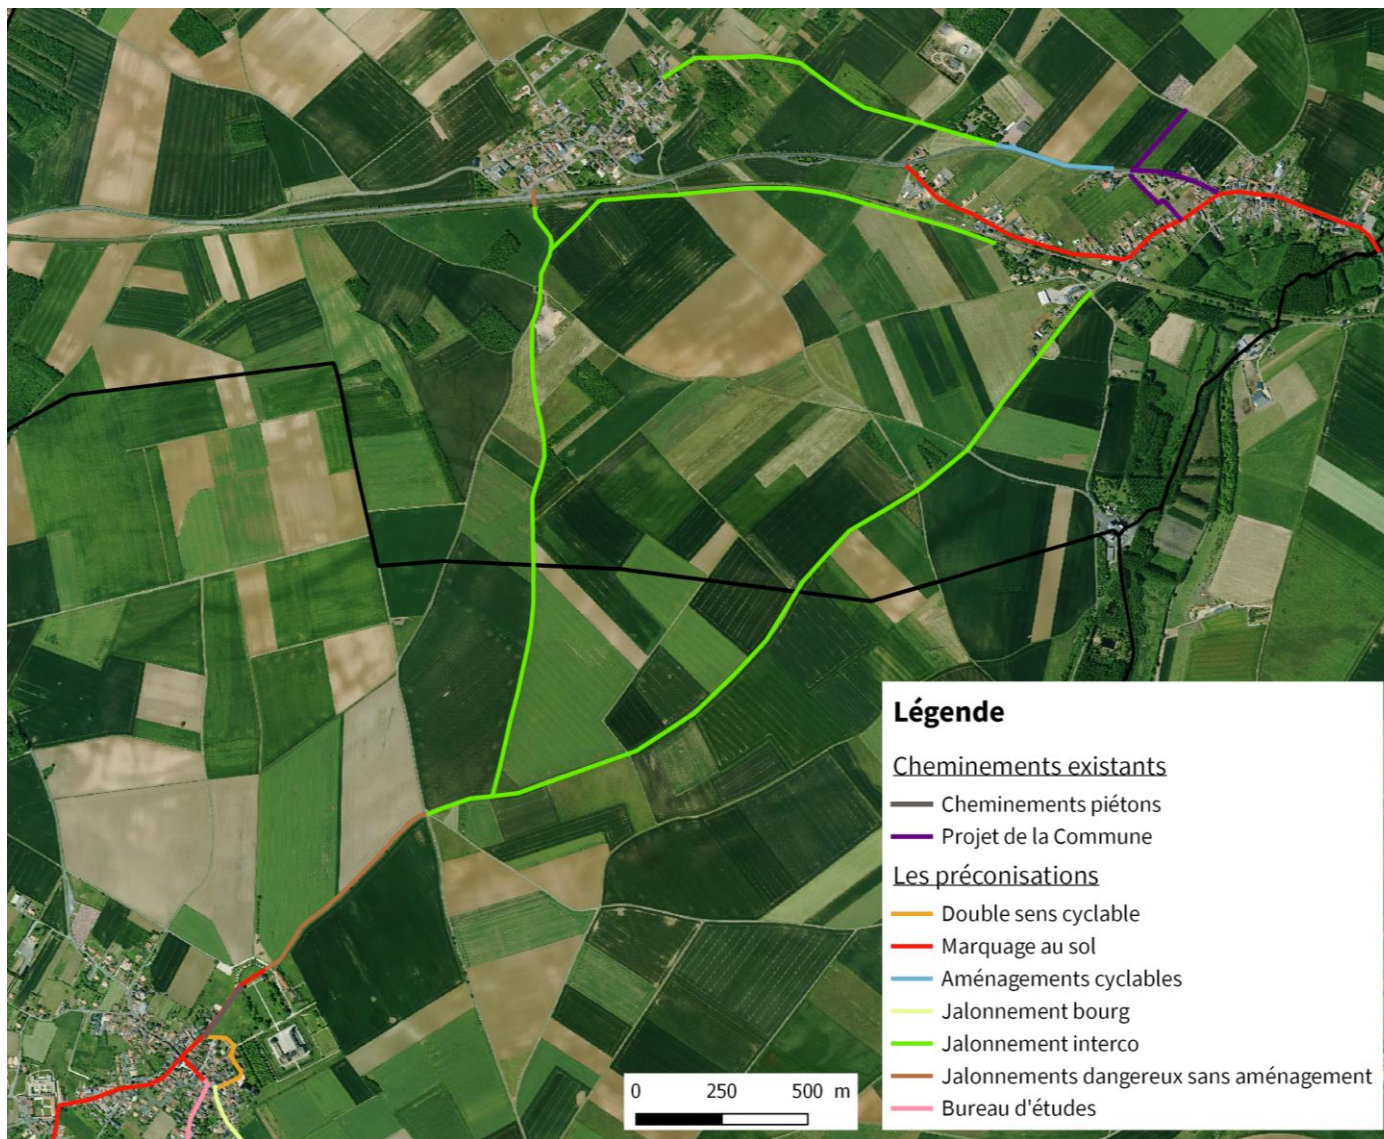 Légende
Cheminements existants
Cheminements piétons
Projet de la Commune
Les préconisations
Double sens cyclable
Marquage au sol
Aménagements cyclables
Jalonnement bourg
Jalonnement interco
Jalonnements dangereux sans aménagement
Bureau d'études
0 250 500 m